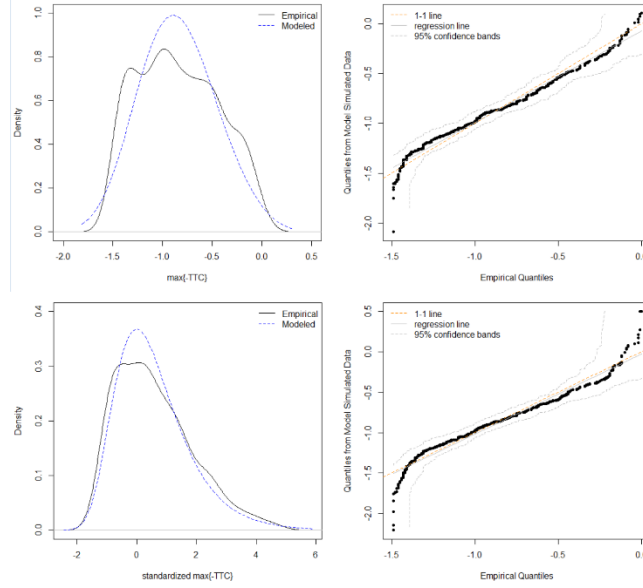 Empirical
Modeled
Density
0.0 0.2 0.4 0.6 0.8 1.0
-2.0 -1.5 -1.0 -0.5 0.0 0.5
max{-TTC}
1-1 line
regression line
95% confidence bands
Quantiles from Model Simulated Data
-2.0 -1.5 -1.0 -0.5 0.0
-1.5 -1.0 -0.5 0.0
Empirical Quantiles
Empirical
Modeled
Density
0.0 0.1 0.2 0.3 0.4
-2 0 2 4 6
standardized max{-TTC}
1-1 line
regression line
95% confidence bands
Quantiles from Model Simulated Data
-2.0 -1.5 -1.0 -0.5 0.0 0.5
-1.5 -1.0 -0.5 0.0
Empirical Quantiles